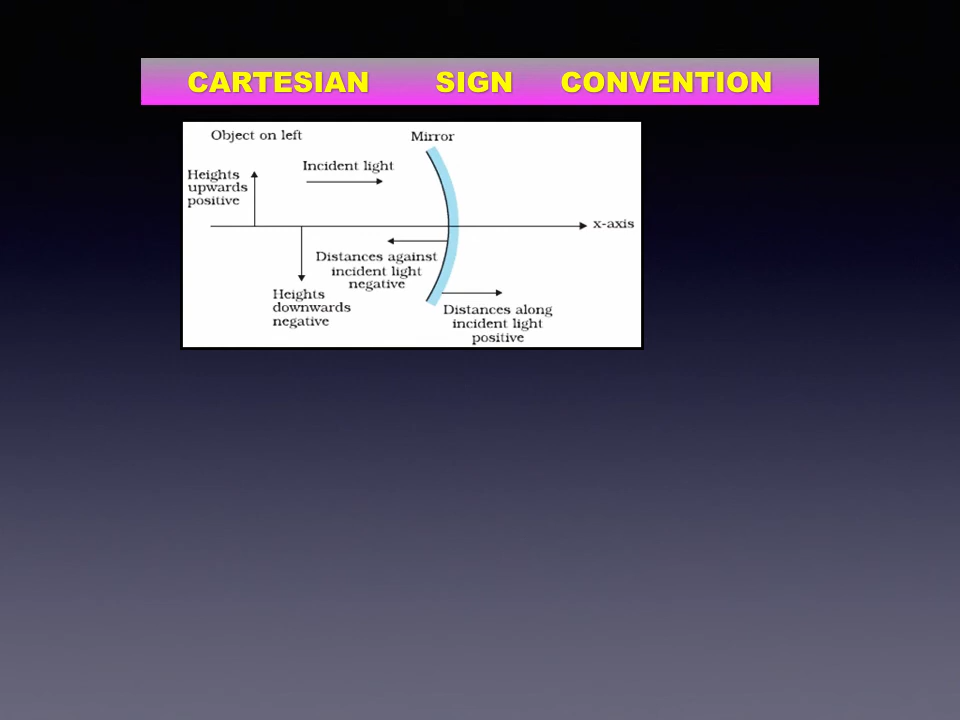 CARTESIAN SIGN CONVENTION
Object on left
Mirror
Incident light
Heights
upwards
positive
x-axis
Distances against
incident light
negative
Heights
downwards
negative
Distances along
incident light
positive